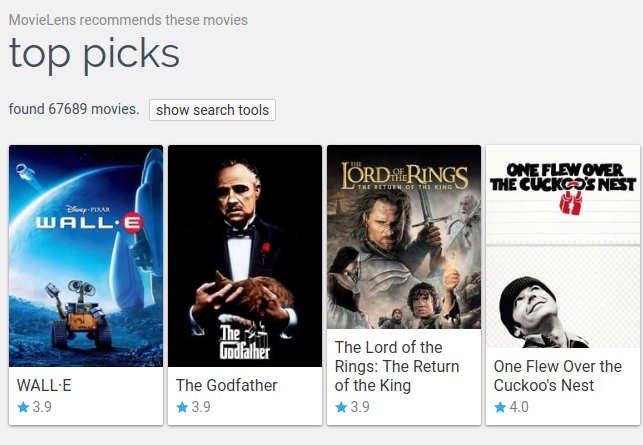 MovieLens recommends these movies
top picks
found 67689 movies. show search tools
Disney·PIXAR
WALL·E
The
Godfather
THE
LORD OF THE RINGS
THE RETURN OF THE KING
ONE FLEW OVER
THE CUCKOO'S NEST
WALL·E
3.9
The Godfather
3.9
The Lord of the
Rings: The Return
of the King
3.9
One Flew Over the
Cuckoo's Nest
4.0